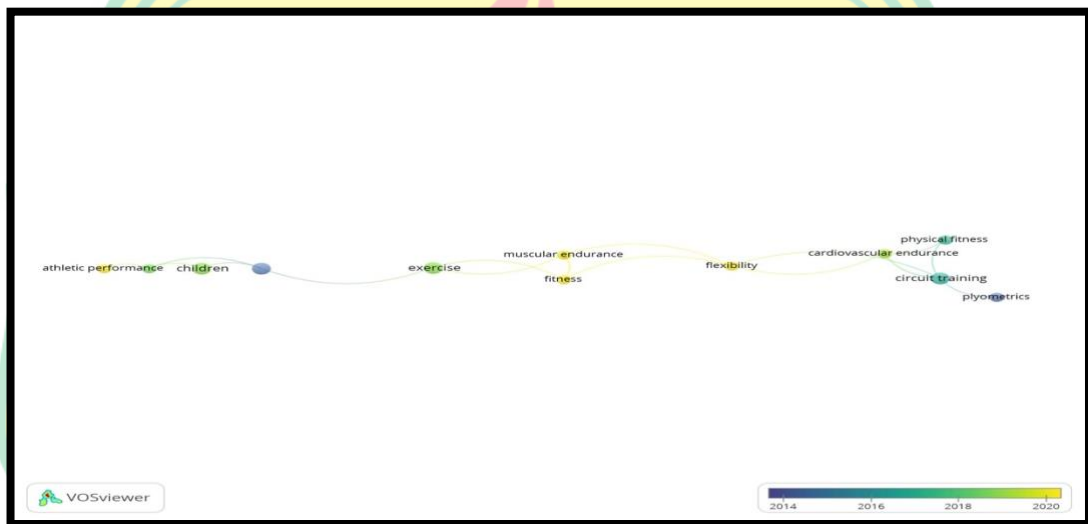 physical fitness
muscular endurance
cardiovascular endurance
athletic performance
children
exercise
flexibility
fitness
circuit training
plyometrics
VOSviewer
2014 2016 2018 2020